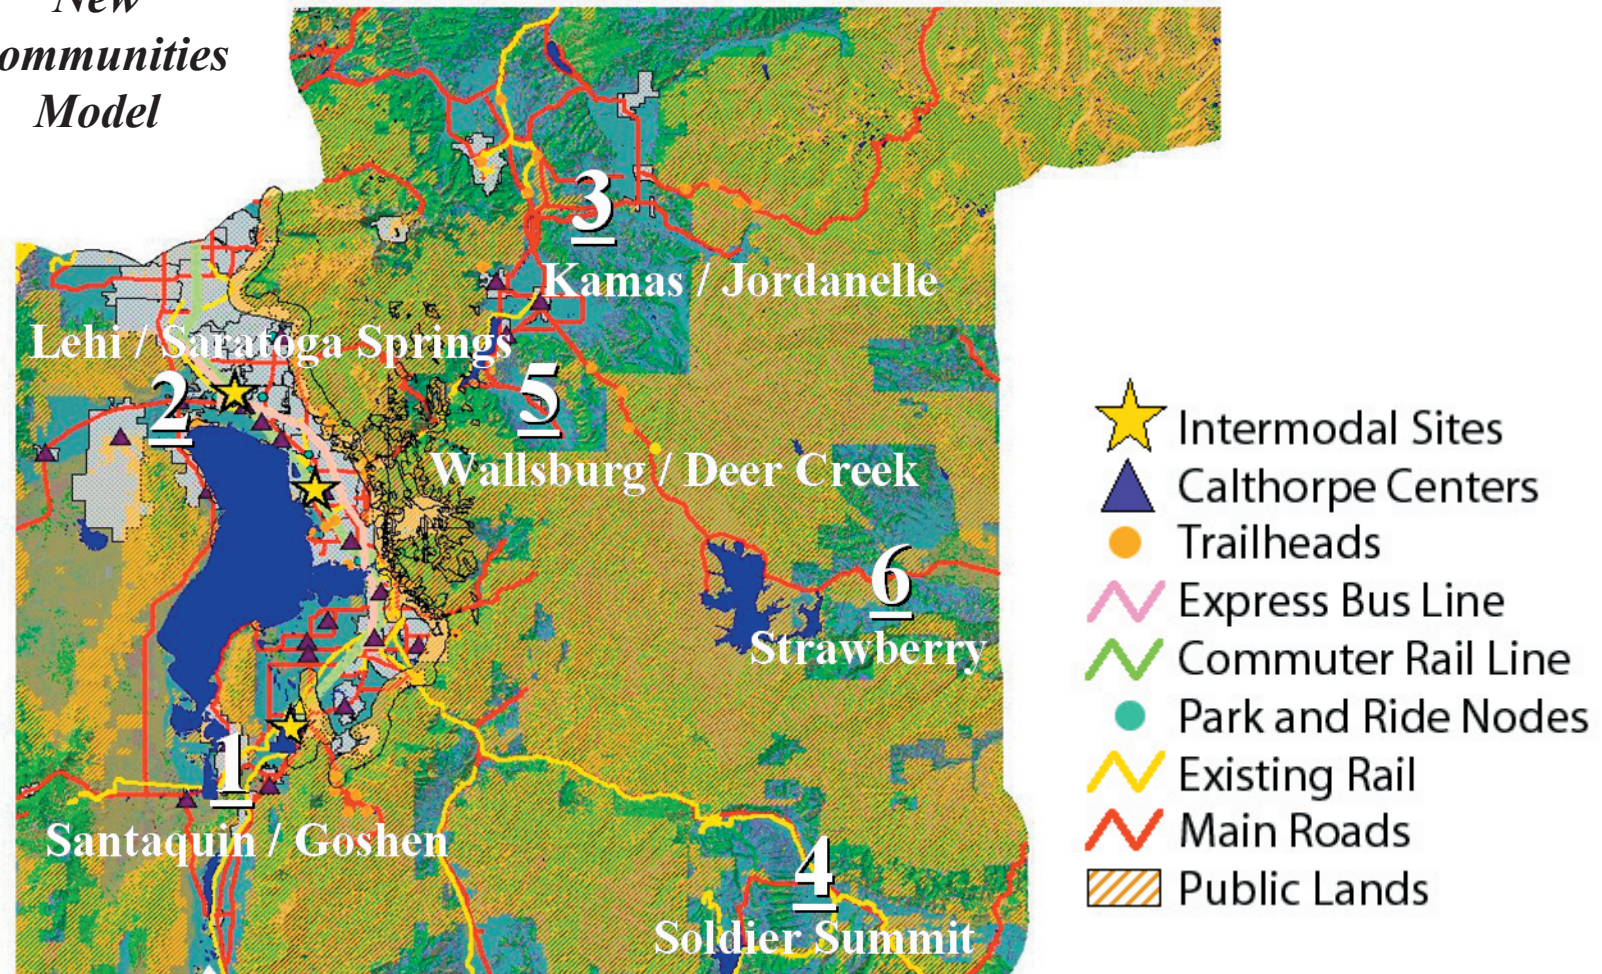 New
ommunities
Model
3
Kamas / Jordanelle
Lehi / Saratoga Springs
2
5
Wallsburg / Deer Creek
6
Strawberry
1
Santaquin / Goshen
4
Soldier Summit
Intermodal Sites
Calthorpe Centers
Trailheads
Express Bus Line
Commuter Rail Line
Park and Ride Nodes
Existing Rail
Main Roads
Public Lands